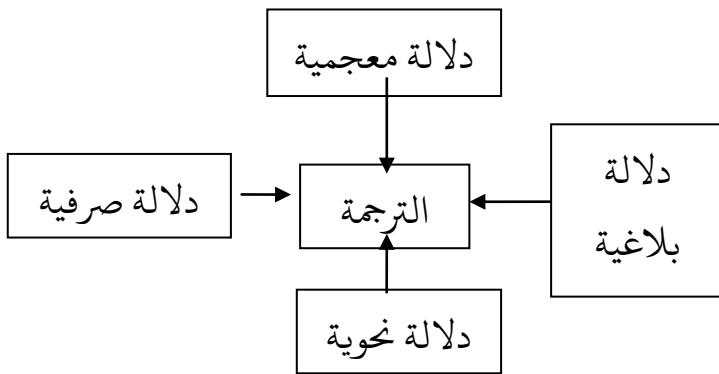 دلالة معجمية
دلالة
بلاغية
الترجمة
دلالة صرفية
دلالة نحوية